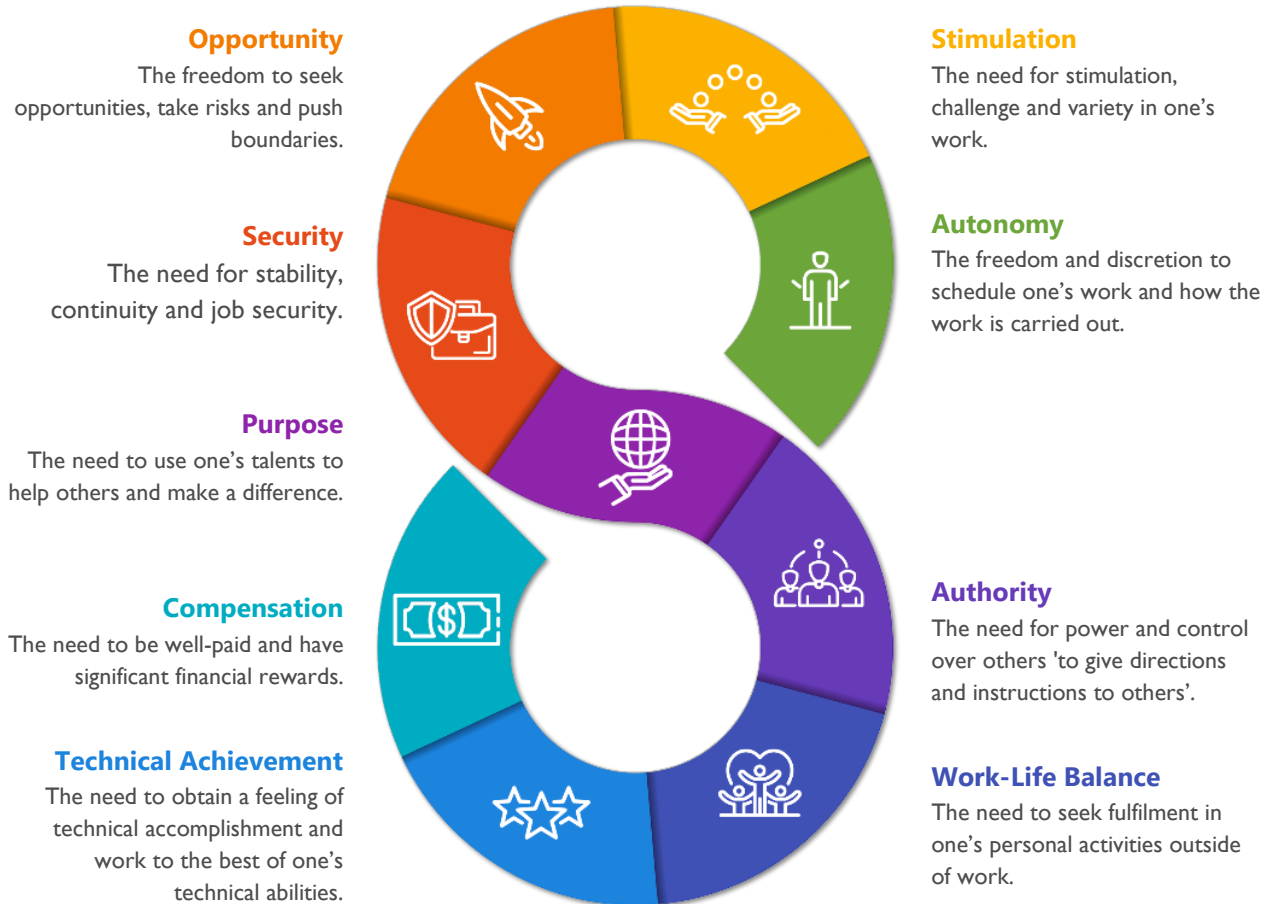 Opportunity
The freedom to seek
opportunities, take risks and push
boundaries.
Security
The need for stability,
continuity and job security.
Purpose
The need to use one’s talents to
help others and make a difference.
Compensation
The need to be well-paid and have
significant financial rewards.
Technical Achievement
The need to obtain a feeling of
technical accomplishment and
work to the best of one’s
technical abilities.
$
Stimulation
The need for stimulation,
challenge and variety in one’s
work.
Autonomy
The freedom and discretion to
schedule one’s work and how the
work is carried out.
Authority
The need for power and control
over others 'to give directions
and instructions to others’.
Work-Life Balance
The need to seek fulfilment in
one’s personal activities outside
of work.